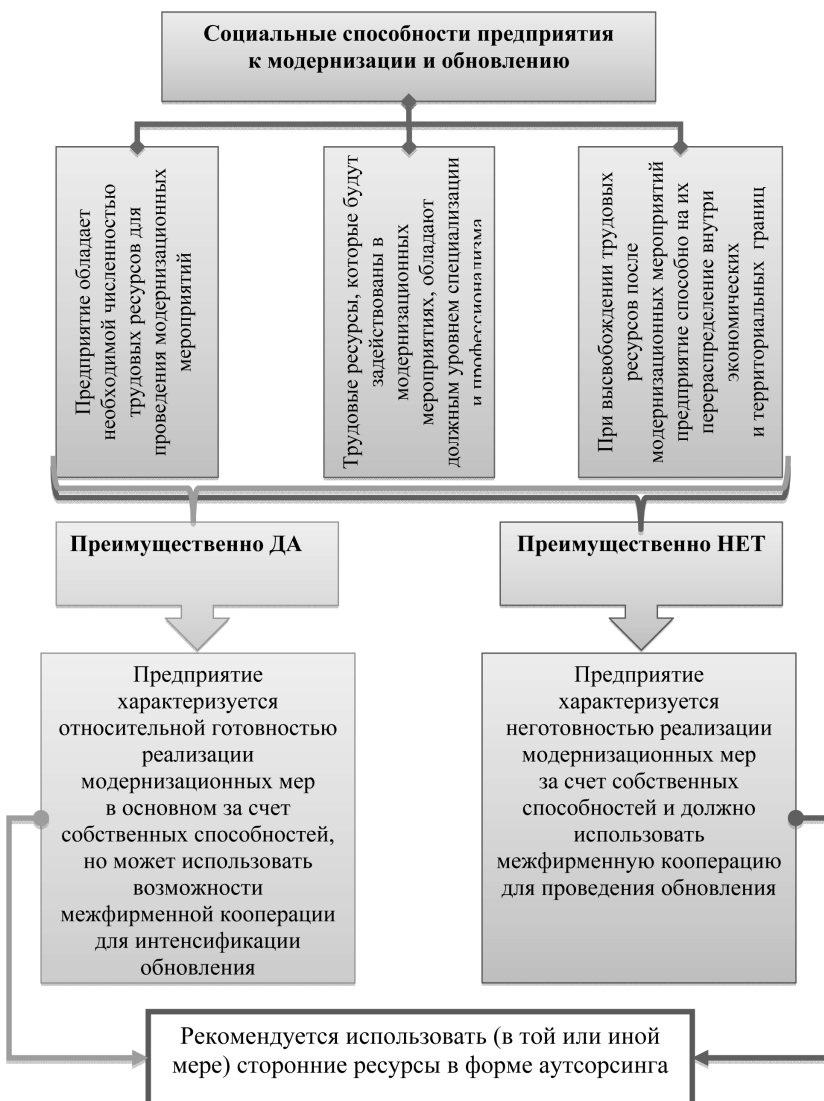 Социальные способности предприятия
к модернизации и обновлению
Предприятие обладает
необходимой численностью
трудовых ресурсов для
проведения модернизационных
мероприятий
Трудовые ресурсы, которые будут
задействованы в
модернизационных
мероприятиях, обладают
должным уровнем специализации
и профессионализма
При высвобождении трудовых
ресурсов после
модернизационных мероприятий
предприятие способно на их
перераспределение внутри
экономических
и территориальных границ
Преимущественно ДА
Преимущественно НЕТ
Предприятие
характеризуется
относительной готовностью
реализации
модернизационных мер
в основном за счет
собственных способностей,
но может использовать
возможности
межфирменной кооперации
для интенсификации
обновления
Предприятие
характеризуется
неготовностью реализации
модернизационных мер
за счет собственных
способностей и должно
использовать
межфирменную кооперацию
для проведения обновления
Рекомендуется использовать (в той или иной
мере) сторонние ресурсы в форме аутсорсинга